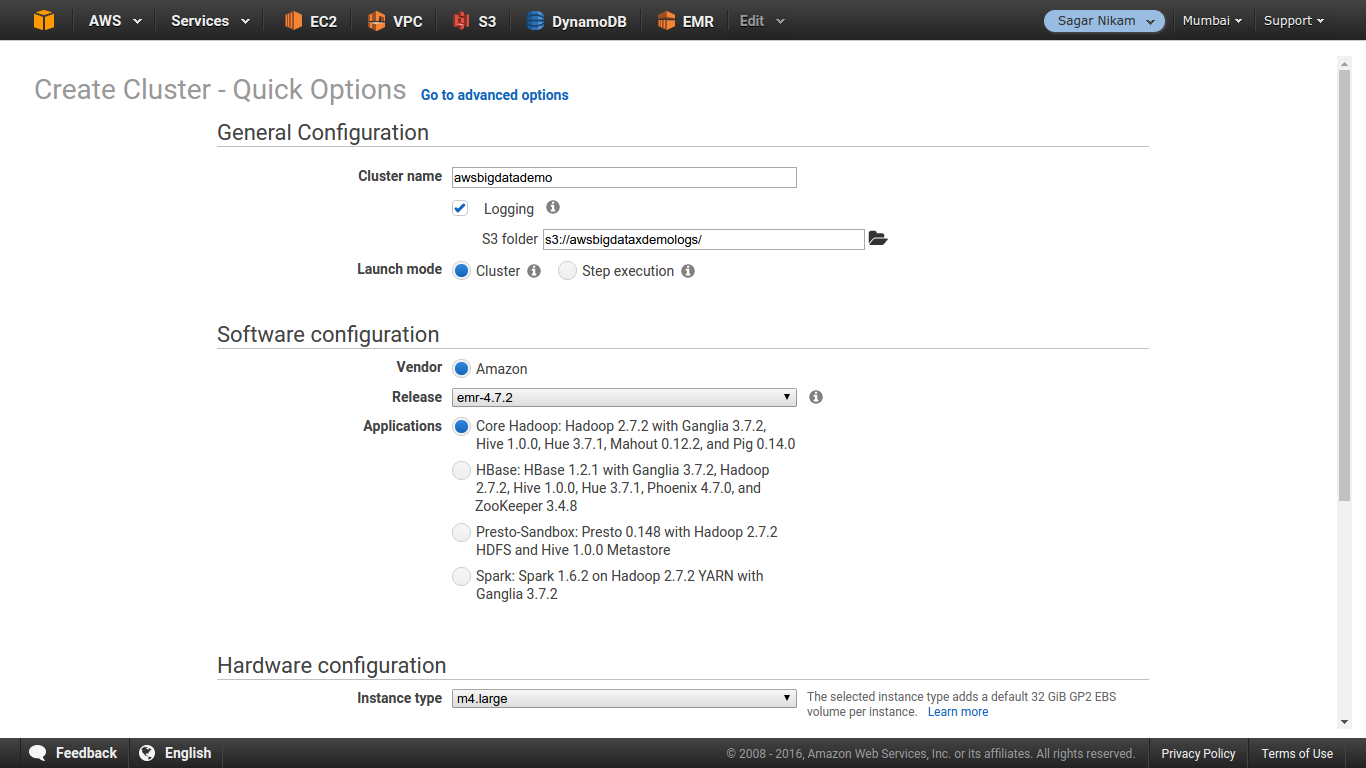 AWS Services EC2 VPC S3 DynamoDB EMR Edit Sagar Nikam Mumbai Support
Create Cluster - Quick Options Go to advanced options
General Configuration
Cluster name awsbigdatademo
Logging
S3 folder s3://awsbigdataxdemologs/
Launch mode Cluster Step execution
Software configuration
Vendor Amazon
Release emr-4.7.2
Applications Core Hadoop: Hadoop 2.7.2 with Ganglia 3.7.2,
Hive 1.0.0, Hue 3.7.1, Mahout 0.12.2, and Pig 0.14.0
HBase: HBase 1.2.1 with Ganglia 3.7.2, Hadoop
2.7.2, Hive 1.0.0, Hue 3.7.1, Phoenix 4.7.0, and
ZooKeeper 3.4.8
Presto-Sandbox: Presto 0.148 with Hadoop 2.7.2
HDFS and Hive 1.0.0 Metastore
Spark: Spark 1.6.2 on Hadoop 2.7.2 YARN with
Ganglia 3.7.2
Hardware configuration
Instance type m4.large The selected instance type adds a default 32 GiB GP2 EBS
volume per instance. Learn more
Feedback English © 2008 - 2016, Amazon Web Services, Inc. or its affiliates. All rights reserved. Privacy Policy Terms of Use